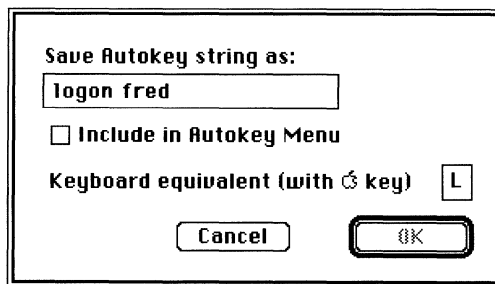 Save Autokey string as:
logon fred
Include in Autokey Menu
Keyboard equivalent (with  key) L
Cancel OK